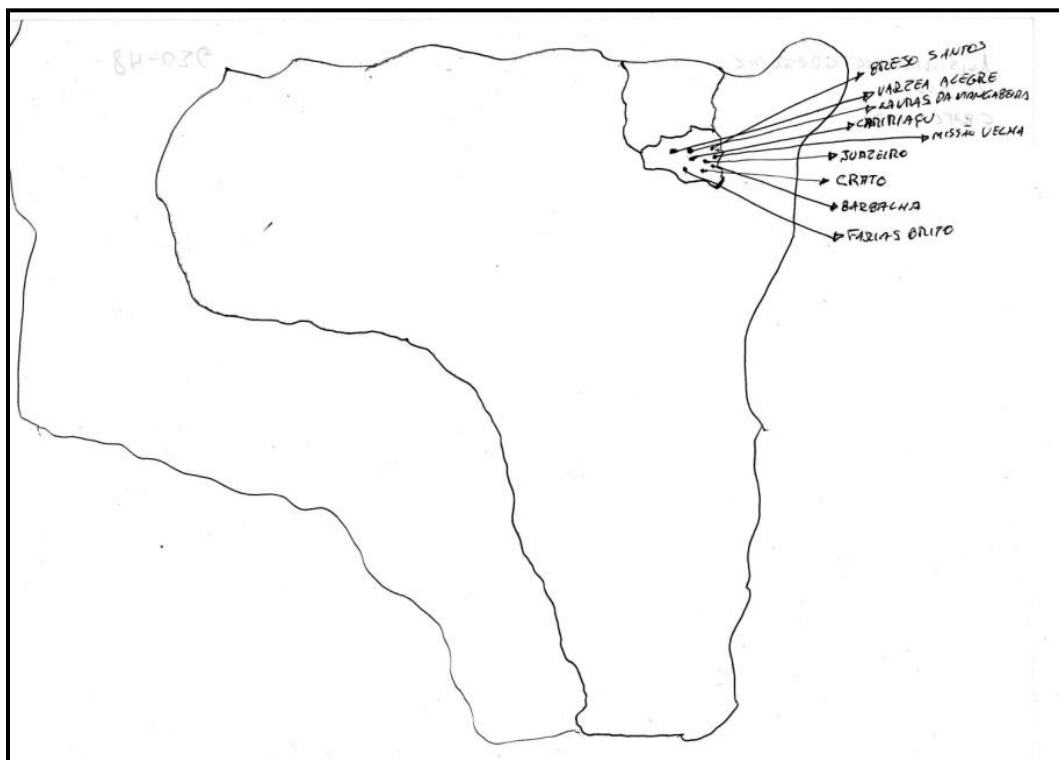 BREJO SANTOS
VARZEA ALEGRE
LAVRAS DA MANGABEIRA
CARIRIAÇU
MISSÃO VELHA
JUAZEIRO
CRATO
BARBALHA
FARIAS BRITO